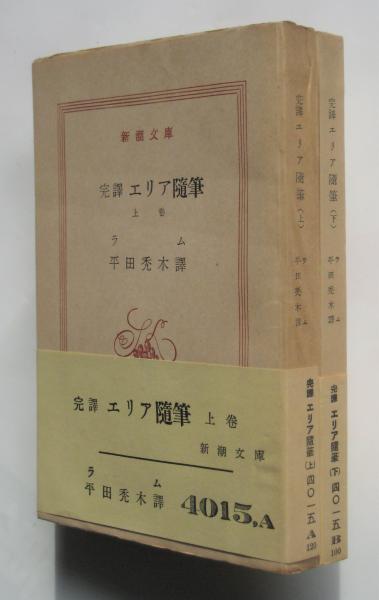 新潮文庫
完譯 エリア隨筆
上卷
ラム
平田禿木譯
完譯 エリア隨筆 上卷
新潮文庫
ラム
平田禿木譯
4015,A
完譯 エリア隨筆(上)
ラム
平田禿木譯
完譯 エリア隨筆(上) 四〇一五 A
120
完譯 エリア隨筆(下)
ラム
平田禿木譯
完譯 エリア隨筆(下) 四〇一五 B
100